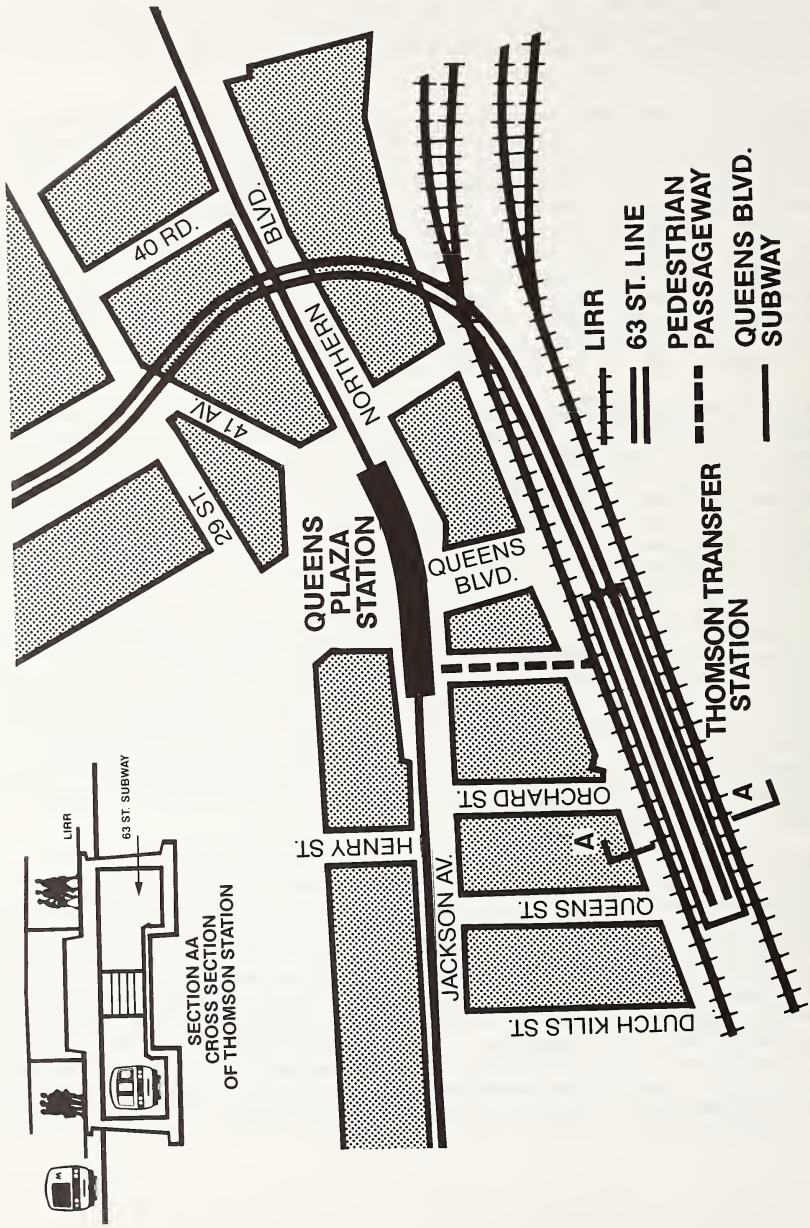 LIRR
63 ST. SUBWAY
SECTION AA
CROSS SECTION
OF THOMSON STATION
40 RD.
NORTHERN BLVD.
41 AV.
29 ST.
QUEENS
PLAZA
STATION
QUEENS
BLVD.
HENRY ST.
JACKSON AV.
ORCHARD ST.
QUEENS ST.
DUTCH KILLS ST.
A
A
THOMSON TRANSFER
STATION
LIRR
63 ST. LINE
PEDESTRIAN
PASSAGEWAY
QUEENS BLVD.
SUBWAY